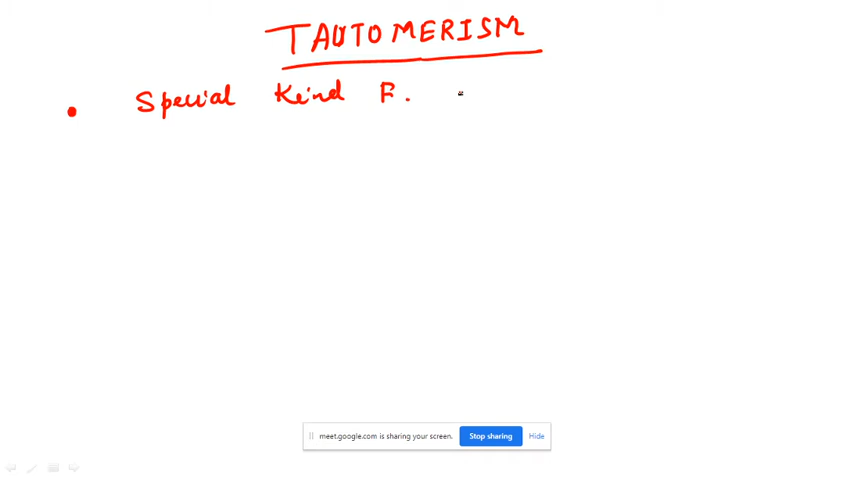 TAUTOMERISM
Special Kind F.
meet.google.com is sharing your screen. Stop sharing Hide